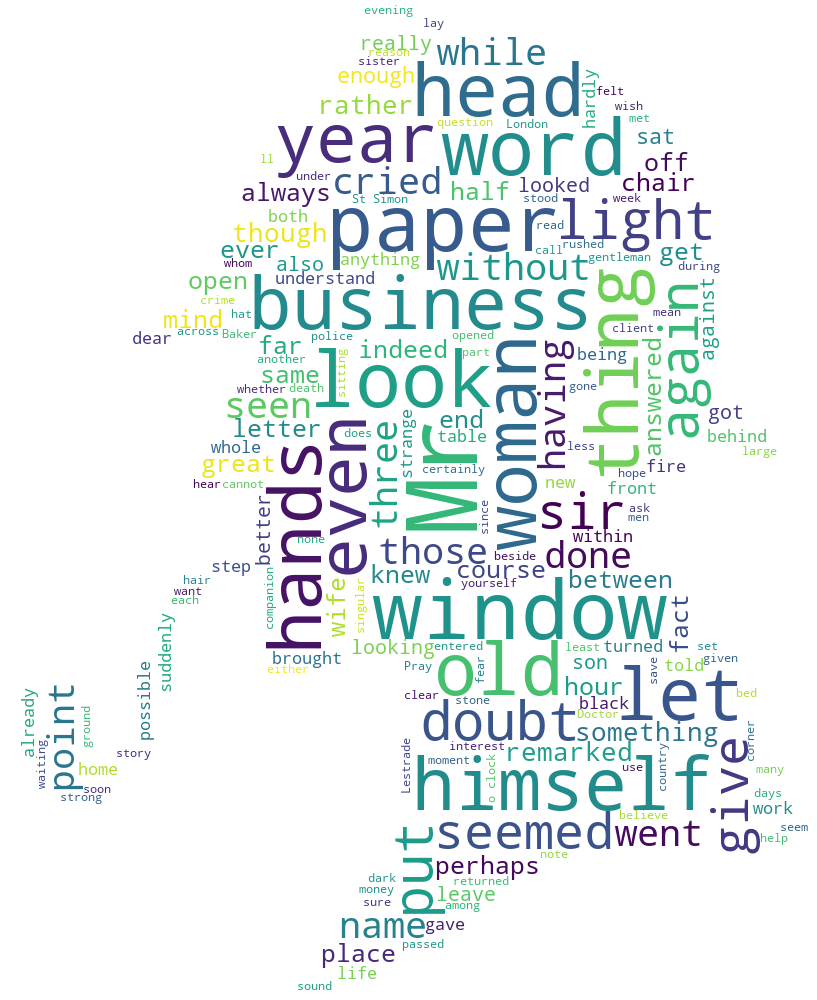 evening
lay
really
while
reason
sister
enough
head
hardly
felt
rather
wish
year
question
London
met
word
sat
ll
under
cried
off
always
St Simon
half
looked
chair
stood
week
both
paper
read
light
though
call
rushed
ever
whom
also
anything
without
gentleman
get
during
open
understand
business
thing
again
against
crime
hat
mind
mean
across
Baker
police
opened
client
dear
far
another
indeed
part
woman
having
being
answered
look
sitting
same
whether
death
gone
seen
end
got
letter
does
strange
table
Mr
whole
three
less
behind
large
great
certainly
hope
fire
hands
even
hear
cannot
new
front
better
since
sir
ask
men
none
those
within
done
step
beside
knew
course
between
hair
want
each
companion
wife
singular
yourself
window
fact
suddenly
brought
looking
entered
least
turned
set
either
Pray
fear
old
son
told
given
save
possible
clear
stone
hour
let
bed
already
point
ground
black
doubt
Doctor
something
waiting
story
interest
remarked
corner
home
Lestrade
moment
o clock
use
country
many
soon
strong
himself
give
days
work
believe
seemed
went
seem
help
put
perhaps
note
dark
returned
money
leave
sure
among
name
gave
passed
place
life
sound